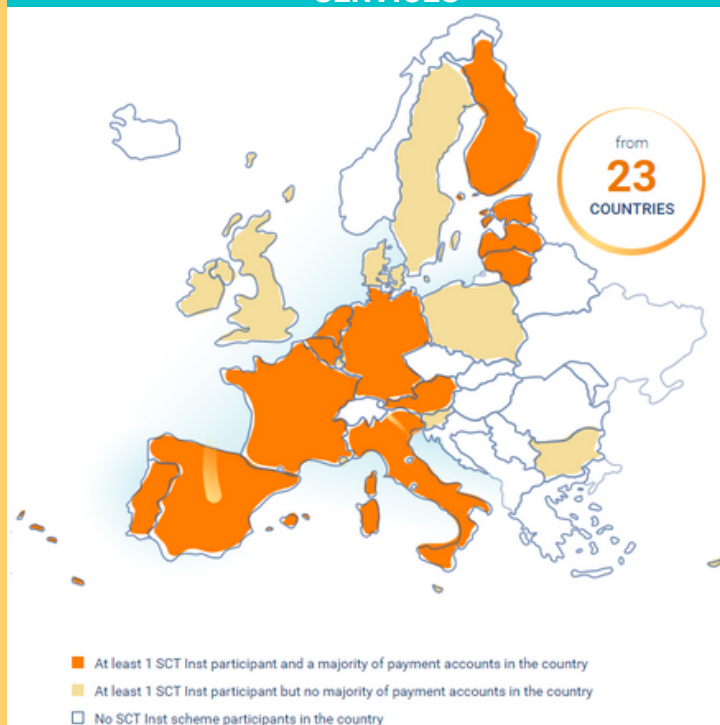 SERVICES
from
23
COUNTRIES
At least 1 SCT Inst participant and a majority of payment accounts in the country
At least 1 SCT Inst participant but no majority of payment accounts in the country
No SCT Inst scheme participants in the country